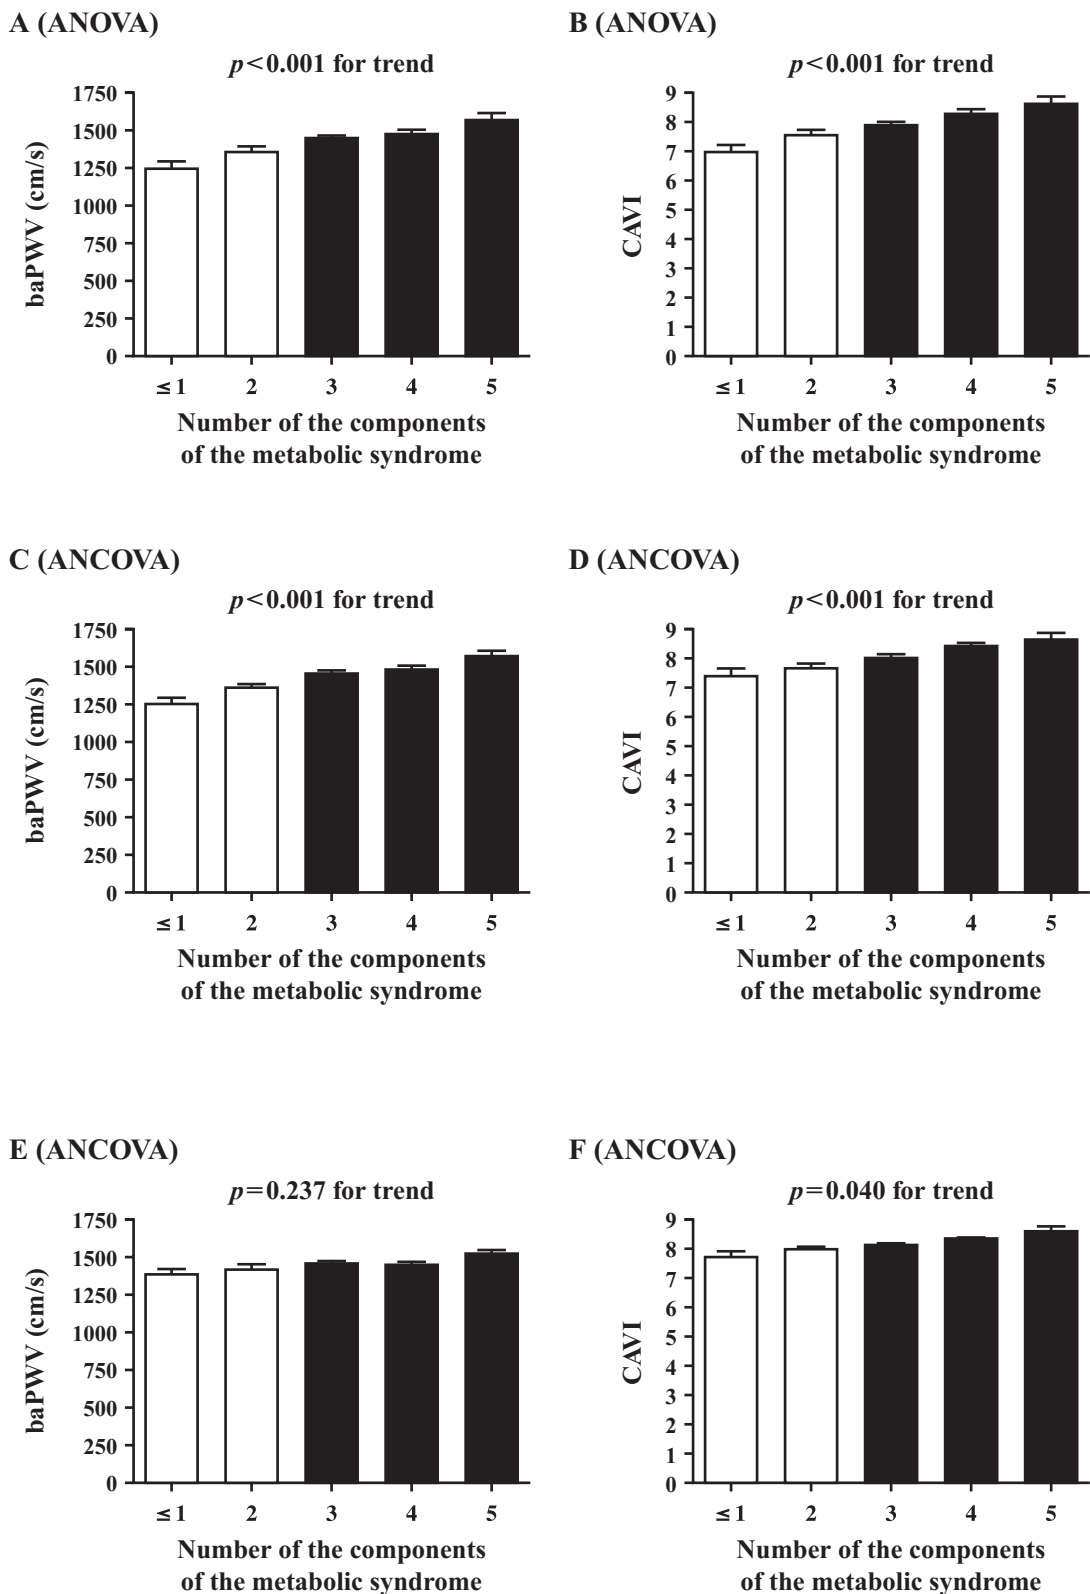 A (ANOVA)
p<0.001 for trend
1750
1500
1250
1000
750
500
250
0
baPWV (cm/s)
≦1 2 3 4 5
Number of the components
of the metabolic syndrome
B (ANOVA)
p<0.001 for trend
9
8
7
6
5
4
3
2
1
0
CAVI
≦1 2 3 4 5
Number of the components
of the metabolic syndrome
C (ANCOVA)
p<0.001 for trend
1750
1500
1250
1000
750
500
250
0
baPWV (cm/s)
≦1 2 3 4 5
Number of the components
of the metabolic syndrome
D (ANCOVA)
p<0.001 for trend
9
8
7
6
5
4
3
2
1
0
CAVI
≦1 2 3 4 5
Number of the components
of the metabolic syndrome
E (ANCOVA)
p=0.237 for trend
1750
1500
1250
1000
750
500
250
0
baPWV (cm/s)
≦1 2 3 4 5
Number of the components
of the metabolic syndrome
F (ANCOVA)
p=0.040 for trend
9
8
7
6
5
4
3
2
1
0
CAVI
≦1 2 3 4 5
Number of the components
of the metabolic syndrome